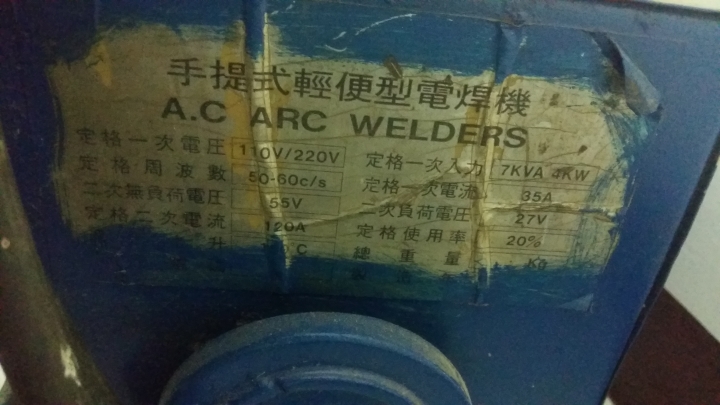 手提式輕便型電焊機
A.C ARC WELDERS
定格一次電圧 110V/220V 定格一次入力 7KVA 4KW
定格周波數 50-60c/s 定格一次電流 35A
二次無負荷電圧 55V 二次負荷電圧 27V
定格二次電流 120A 定格使用率 20%
升 C 總重量 Kg